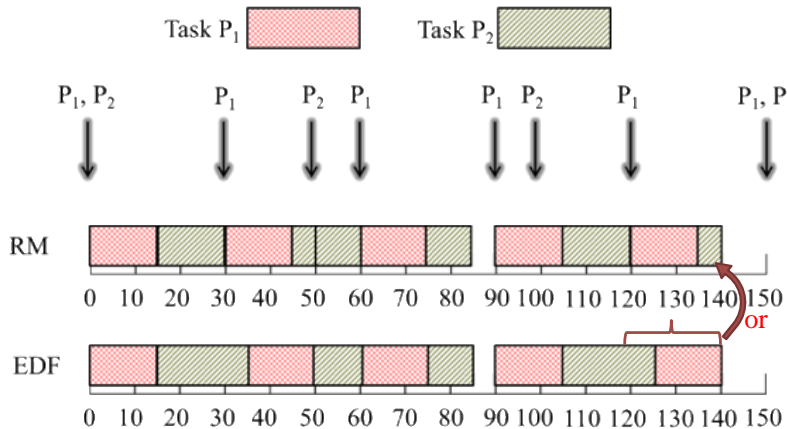 Task P₁ Task P₂
P₁, P₂ P₁ P₂ P₁ P₁ P₂ P₁ P₁, P
RM
0 10 20 30 40 50 60 70 80 90 100 110 120 130 140 150
or
EDF
0 10 20 30 40 50 60 70 80 90 100 110 120 130 140 150